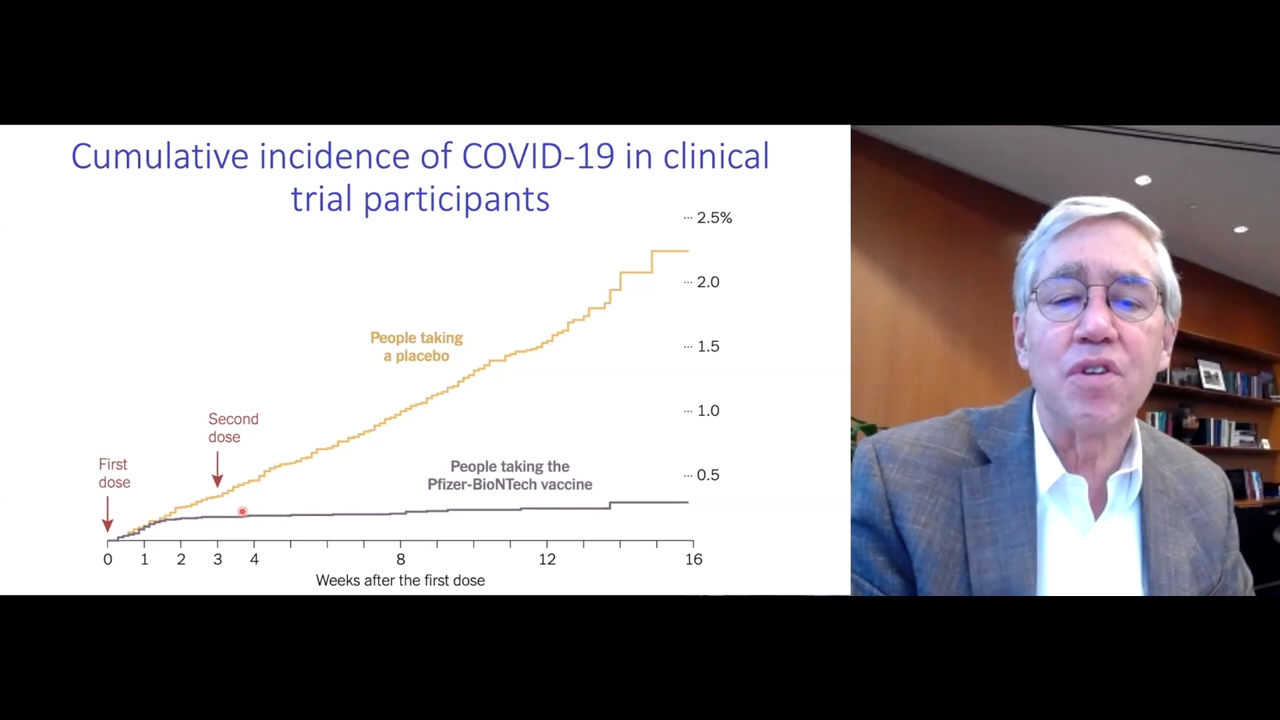 Cumulative incidence of COVID-19 in clinical
trial participants
2.5%
2.0
1.5
1.0
0.5
People taking
a placebo
Second
dose
First
dose
People taking the
Pfizer-BioNTech vaccine
0 1 2 3 4 8 12 16
Weeks after the first dose